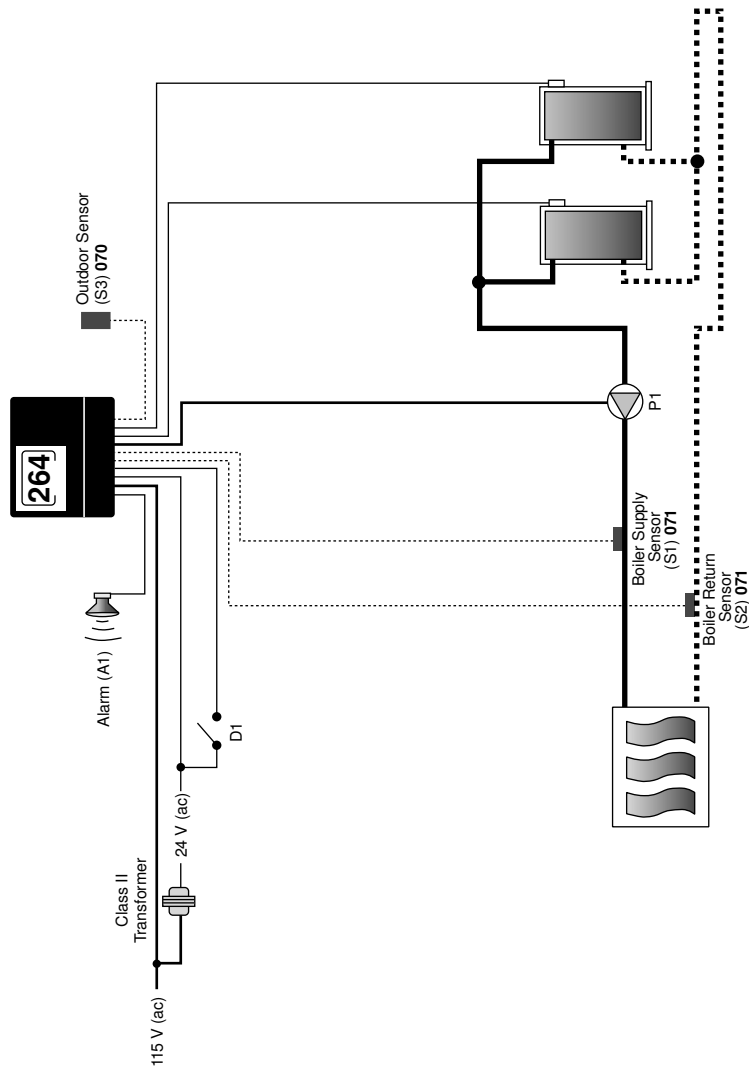 Outdoor Sensor
(S3) 070
264
Alarm (A1)
D1
24 V (ac)
Class II
Transformer
115 V (ac)
P1
Boiler Supply
Sensor
(S1) 071
Boiler Return
Sensor
(S2) 071